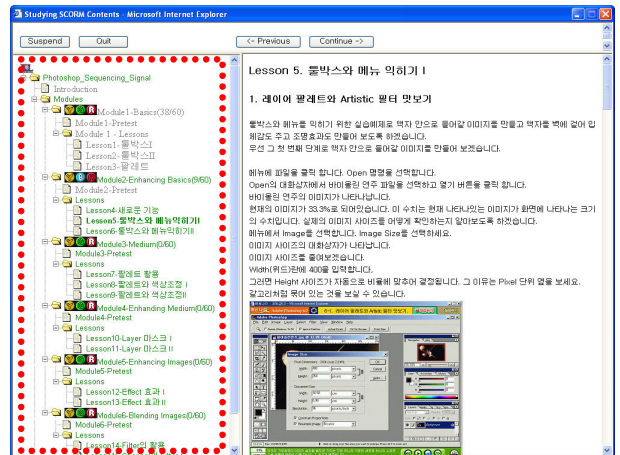 Studying SCORM Contents - Microsoft Internet Explorer
Suspend
Quit
<- Previous
Continue ->
Photoshop_Sequencing_Signal
Introduction
Modules
Module1-Basics(38/60)
Module1-Pretest
Module 1 - Lessons
Lesson1-툴박스I
Lesson2-툴박스II
Lesson3-팔레트
Module2-Enhancing Basics(9/60)
Module2-Pretest
Lessons
Lesson4-새로운 기능
Lesson5-툴박스와 메뉴익히기I
Lesson6-툴박스와 메뉴익히기II
Module3-Medium(0/60)
Module3-Pretest
Lessons
Lesson7-팔레트 활용
Lesson8-팔레트와 색상조정 I
Lesson9-팔레트와 색상조정II
Module4-Enhancing Medium(0/60)
Module4-Pretest
Lessons
Lesson10-Layer 마스크 I
Lesson11-Layer 마스크 II
Module5-Enhancing Images(0/60)
Module5-Pretest
Lessons
Lesson12-Effect 효과 I
Lesson13-Effect 효과 II
Module6-Blending Images(0/60)
Module6-Pretest
Lessons
Lesson14-Filter의 활용
Lesson 5. 툴박스와 메뉴 익히기 I
1. 레이어 팔레트와 Artistic 필터 맛보기
툴박스와 메뉴를 익히기 위한 실습예제로 액자 안으로 들어갈 이미지를 만들고 액자를 벽에 걸어 입
체감도 주고 조명효과도 만들어 보도록 하겠습니다.
우선 그 첫 번째 단계로 액자 안으로 들어갈 이미지를 만들어 보겠습니다.
메뉴에 파일을 클릭 합니다. Open 명령을 선택합니다.
Open의 대화상자에서 바이올린 연주 파일을 선택하고 열기 버튼을 클릭 합니다.
바이올린 연주의 이미지가 나타납니다.
현재의 이미지가 33.3%로 되어있습니다. 이 수치는 현재 나타나있는 이미지가 화면에 나타나는 크기
의 수치입니다. 실제의 이미지 사이즈를 어떻게 확인하는지 알아보도록 하겠습니다.
메뉴에서 Image를 선택합니다. Image Size를 선택하세요.
이미지 사이즈의 대화상자가 나타납니다.
이미지 사이즈를 줄여보겠습니다.
Width(위드)란에 400을 입력합니다.
그러면 Height 사이즈가 자동으로 비율에 맞추어 결정됩니다. 그 이유는 Pixel 단위 옆을 보세요.
갈고리처럼 묶어 있는 것을 보실 수 있습니다.
Image Size